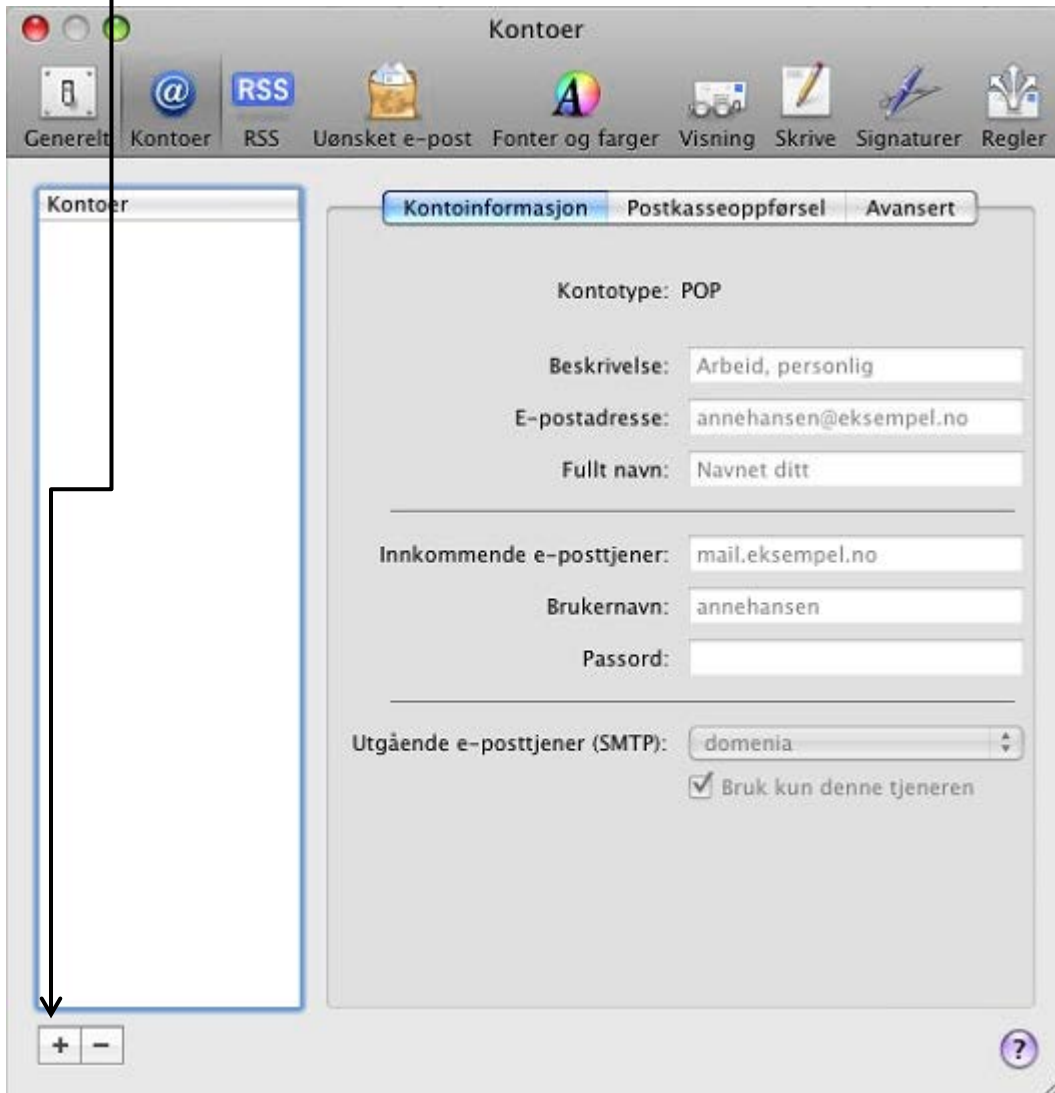 Kontoer
RSS
Generelt Kontoer RSS Uønsket e-post Fonter og farger Visning Skrive Signaturer Regler
Kontoer
Kontoinformasjon Postkasseoppførsel Avansert
Kontotype: POP
Beskrivelse: Arbeid, personlig
E-postadresse: annehansen@eksempel.no
Fullt navn: Navnet ditt
Innkommende e-posttjener: mail.eksempel.no
Brukernavn: annehansen
Passord:
Utgående e-posttjener (SMTP): domenia
Bruk kun denne tjeneren
+ −
?